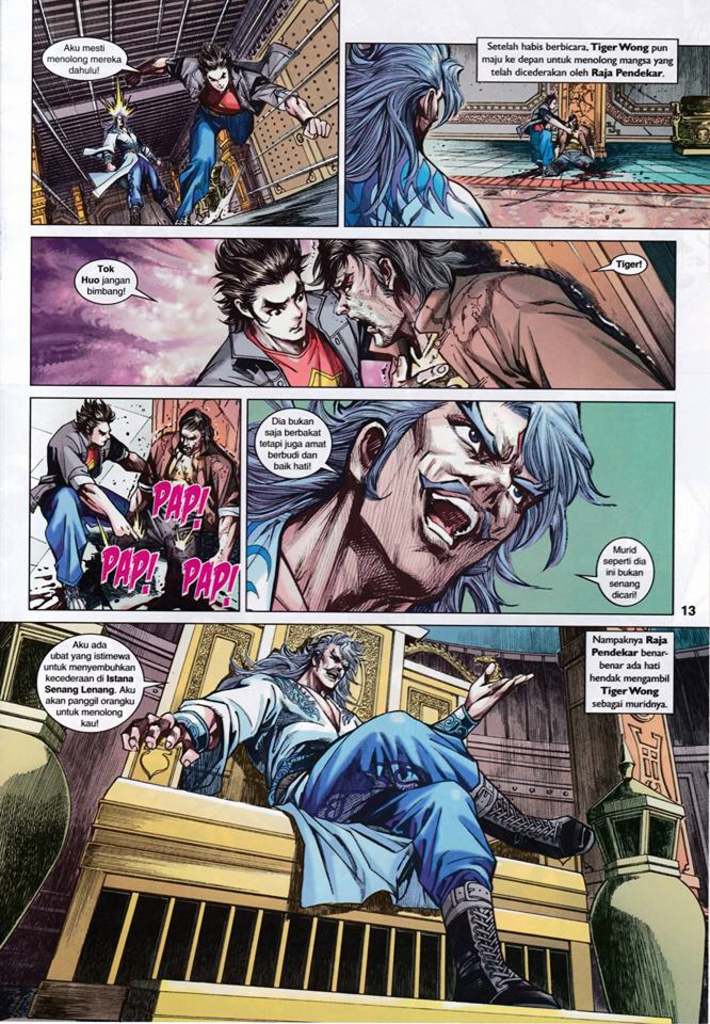 Aku mesti
menolong mereka
dahulu!
Setelah habis berbicara, Tiger Wong pun
maju ke depan untuk menolong mangsa yang
telah dicederakan oleh Raja Pendekar.
Tok
Huo jangan
bimbang!
Tiger!
PAP!
PAP!
PAP!
Dia bukan
saja berbakat
tetapi juga amat
berbudi dan
baik hati!
Murid
seperti dia
ini bukan
senang
dicari!
13
Aku ada
ubat yang istimewa
untuk menyembuhkan
kecederaan di Istana
Senang Lenang. Aku
akan panggil orangku
untuk menolong
kau!
Nampaknya Raja
Pendekar benar-
benar ada hati
hendak mengambil
Tiger Wong
sebagai muridnya.